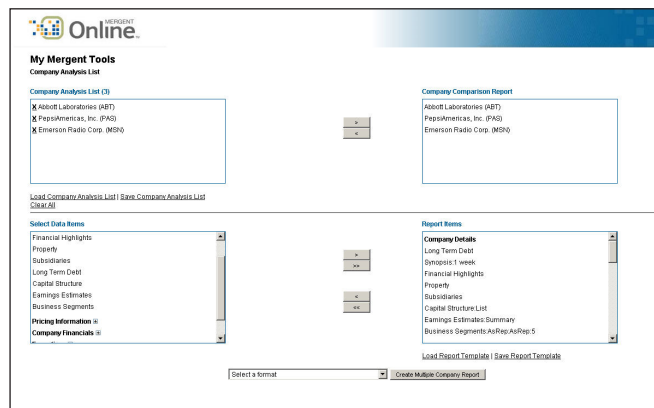 MERGENT
Online™
My Mergent Tools
Company Analysis List
Company Analysis List (3)
X Abbott Laboratories (ABT)
X PepsiAmericas, Inc. (PAS)
X Emerson Radio Corp. (MSN)
>
<
Company Comparison Report
Abbott Laboratories (ABT)
PepsiAmericas, Inc. (PAS)
Emerson Radio Corp. (MSN)
Load Company Analysis List | Save Company Analysis List
Clear All
Select Data Items
Financial Highlights
Property
Subsidiaries
Long Term Debt
Capital Structure
Earnings Estimates
Business Segments
Pricing Information
Company Financials
>
>>
<
<<
Report Items
Company Details
Long Term Debt
Synopsis:1 week
Financial Highlights
Property
Subsidiaries
Capital Structure:List
Earnings Estimates:Summary
Business Segments:AsRep:AsRep:5
Load Report Template | Save Report Template
Select a format
Create Multiple Company Report